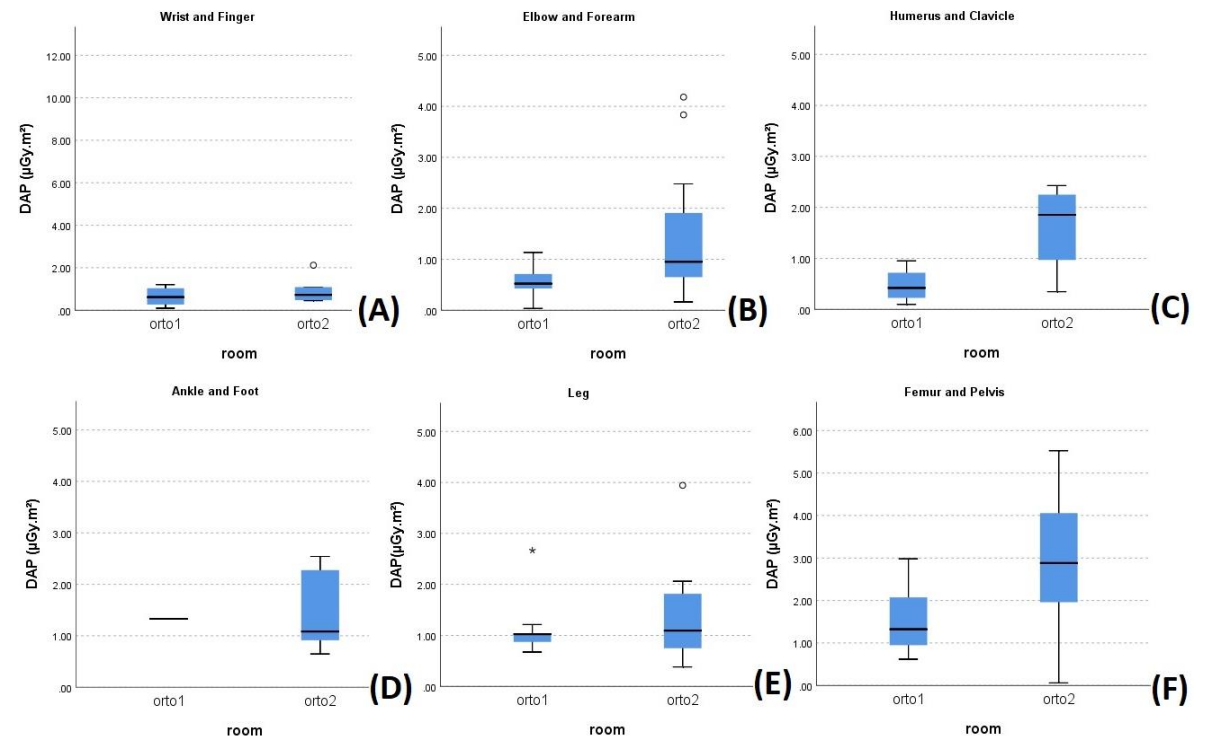 Wrist and Finger
12.00
10.00
8.00
6.00
4.00
2.00
.00
DAP (µGy.m²)
orto1 orto2
room
(A)
Elbow and Forearm
5.00
4.00
3.00
2.00
1.00
.00
DAP (µGy.m²)
orto1 orto2
room
(B)
Humerus and Clavicle
5.00
4.00
3.00
2.00
1.00
.00
DAP (µGy.m²)
orto1 orto2
room
(C)
Ankle and Foot
5.00
4.00
3.00
2.00
1.00
.00
DAP (µGy.m²)
orto1 orto2
room
(D)
Leg
5.00
4.00
3.00
2.00
1.00
.00
DAP(µGy.m²)
orto1 orto2
room
(E)
Femur and Pelvis
6.00
5.00
4.00
3.00
2.00
1.00
.00
DAP (µGy.m²)
orto1 orto2
room
(F)